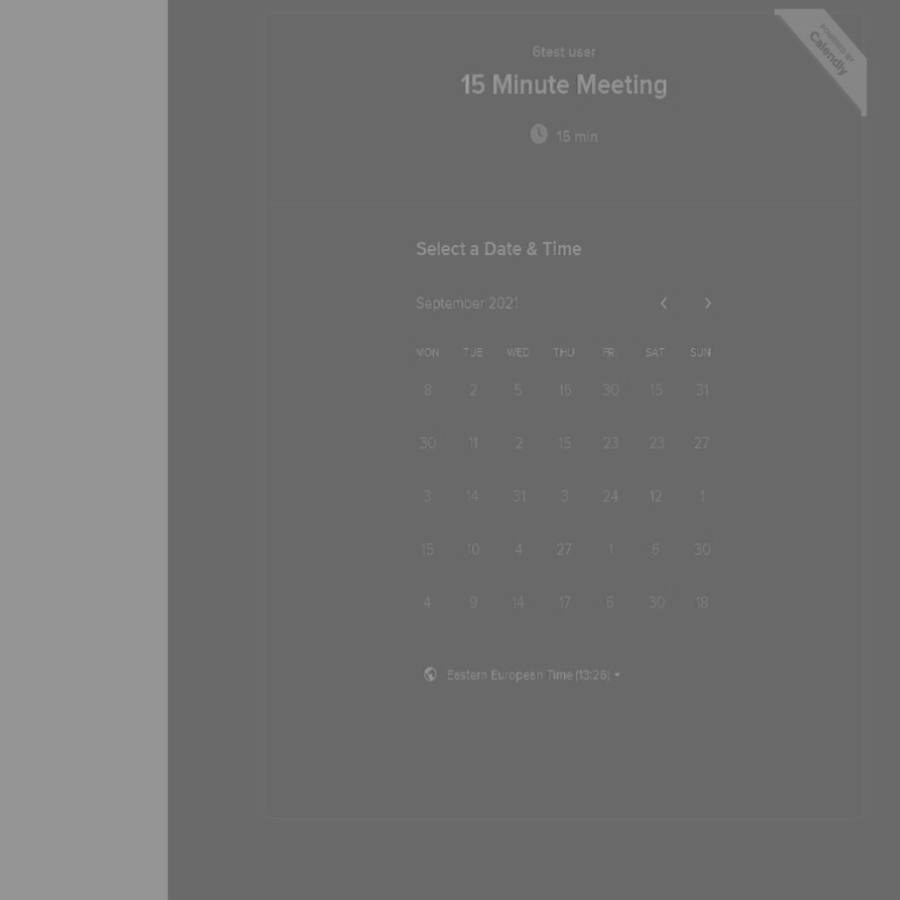 POWERED BY
Calendly
6test user
15 Minute Meeting
15 min
Select a Date & Time
September 2021
MON TUE WED THU FRI SAT SUN
8 2 5 15 30 15 31
30 11 2 15 23 23 27
3 14 31 3 24 12 1
15 10 4 27 1 6 30
4 9 14 17 6 30 18
Eastern European Time (13:26)